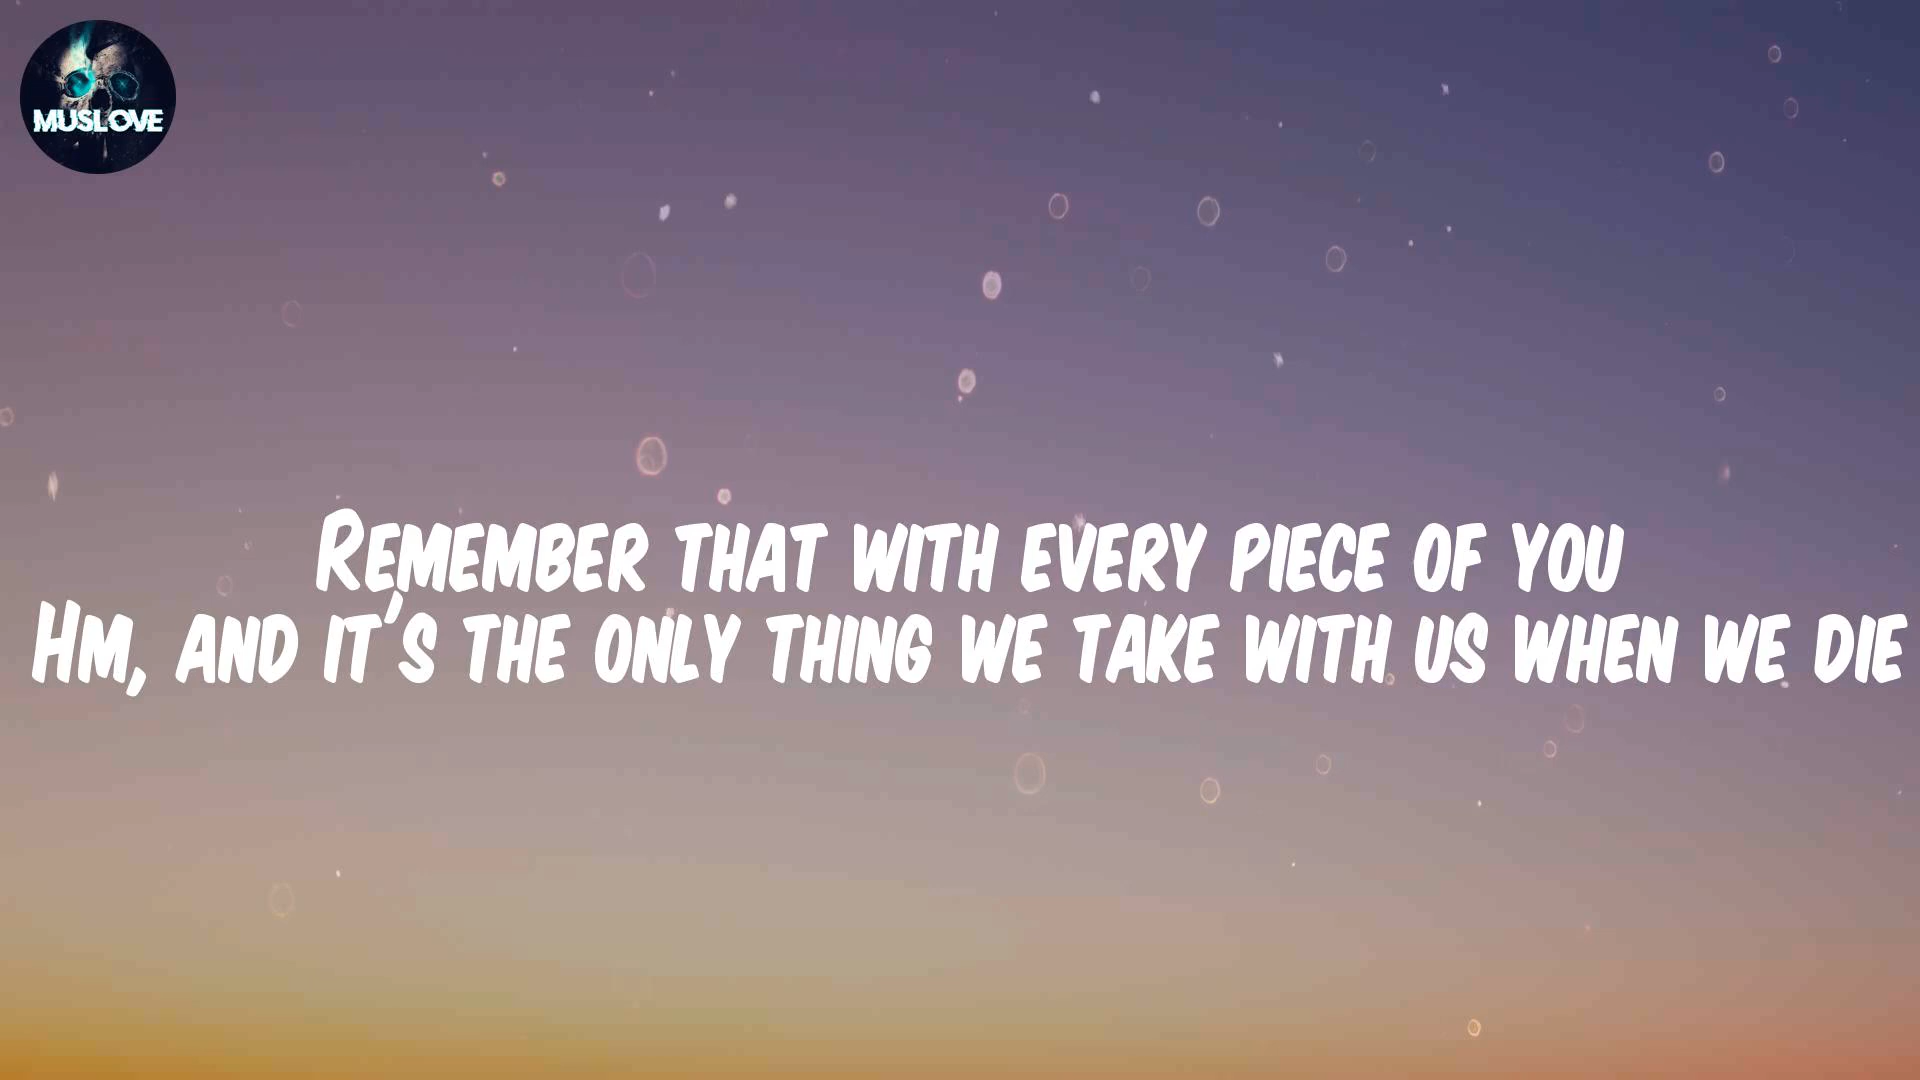 MUSLOVE
Remember that with every piece of you
Hm, and it's the only thing we take with us when we die